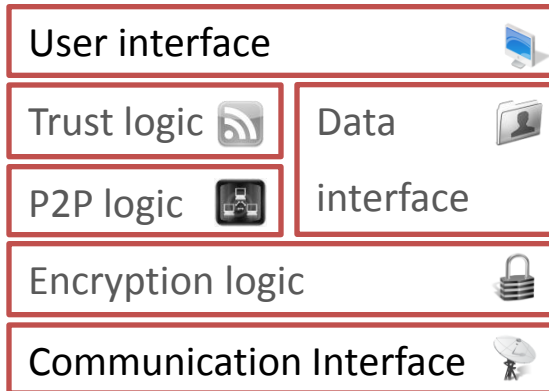 User interface
Trust logic
Data
P2P logic
interface
Encryption logic
Communication Interface